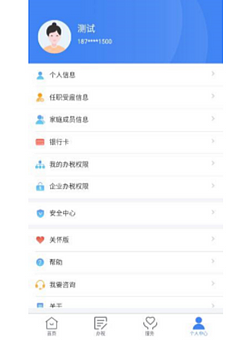 测试
187****1500
个人信息
任职受雇信息
家庭成员信息
银行卡
我的办税权限
企业办税权限
安全中心
关怀版
帮助
我要咨询
关于
首页
办税
服务
个人中心